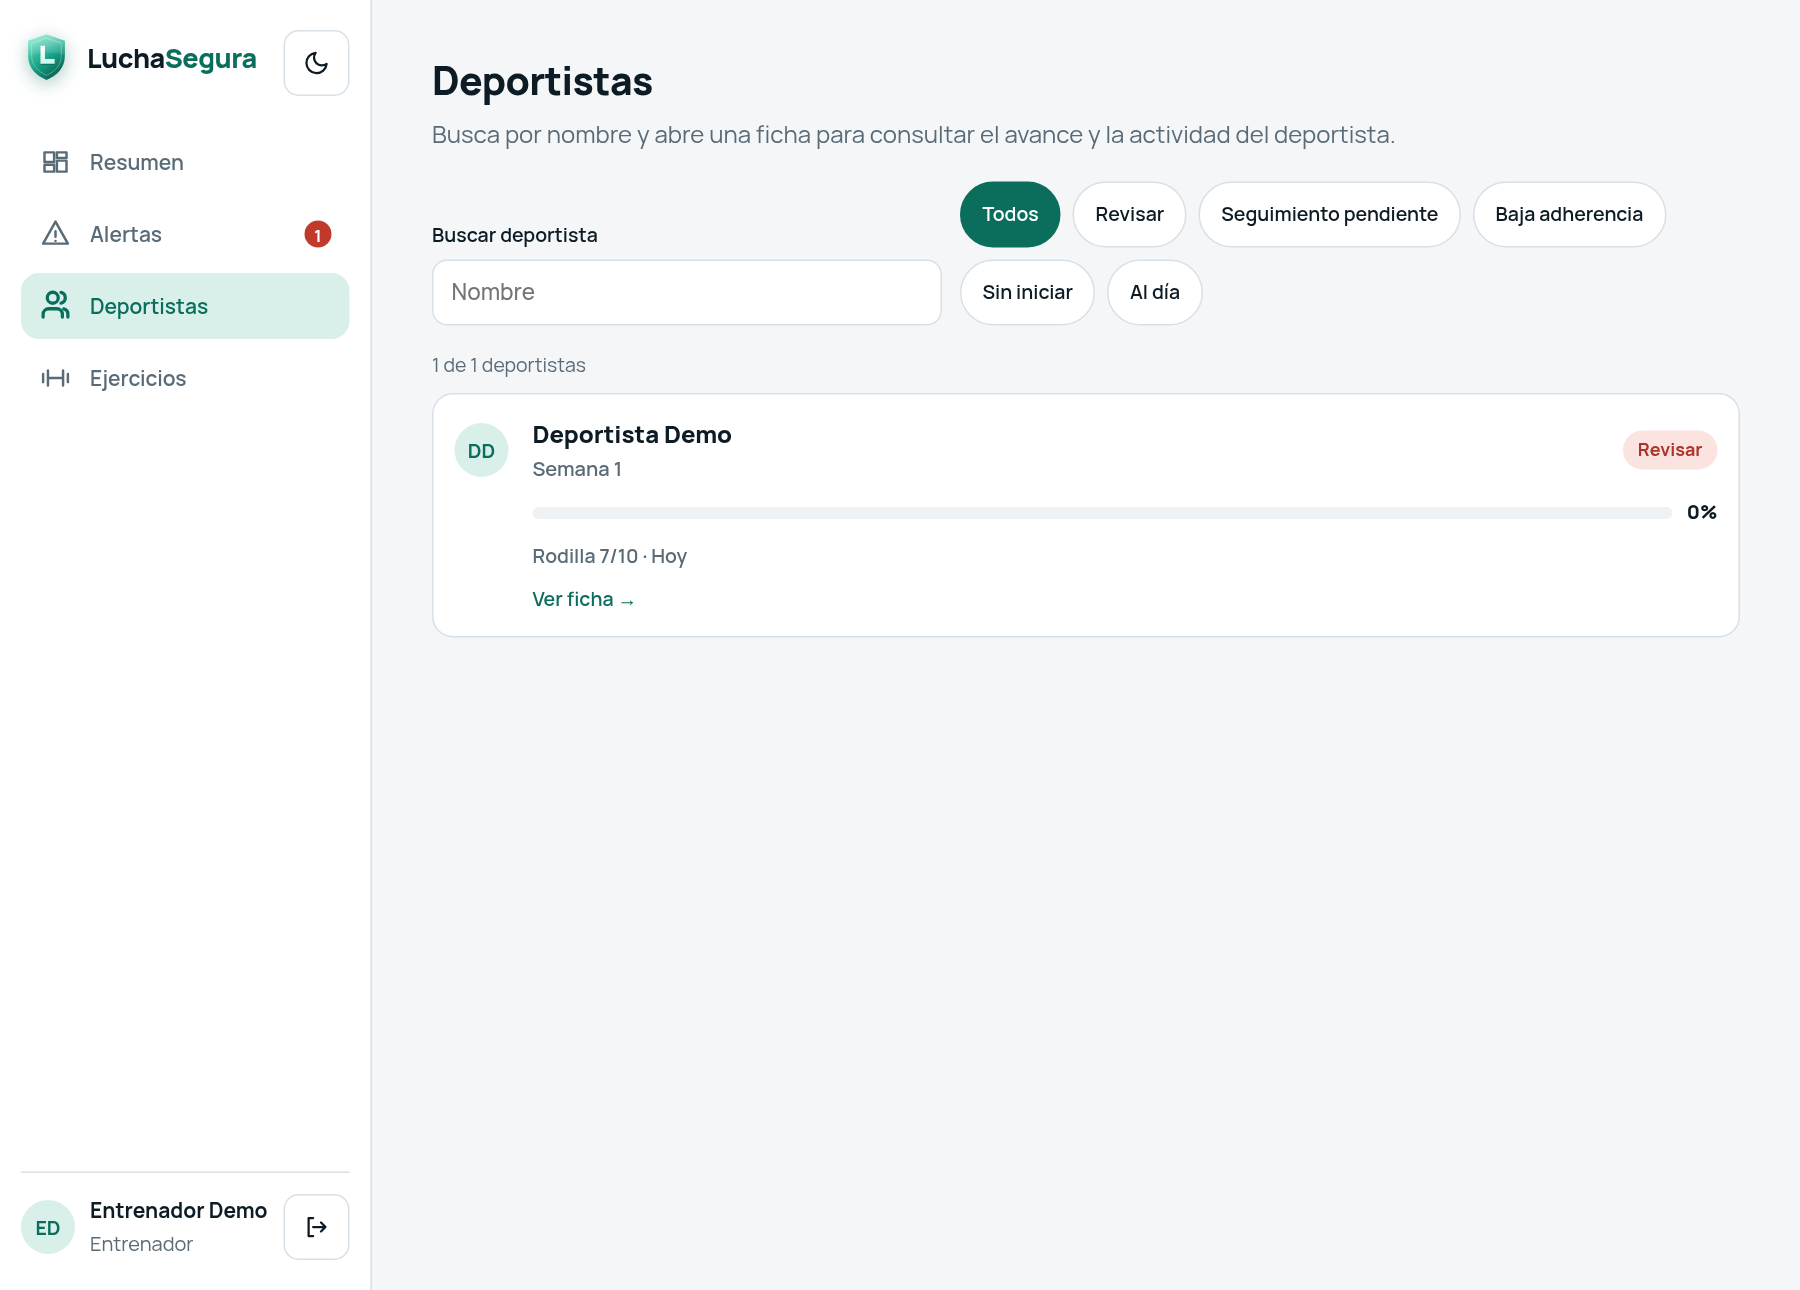 LuchaSegura
Resumen
Alertas
1
Deportistas
Ejercicios
ED
Entrenador Demo
Entrenador
Deportistas
Busca por nombre y abre una ficha para consultar el avance y la actividad del deportista.
Buscar deportista
Nombre
Todos
Revisar
Seguimiento pendiente
Baja adherencia
Sin iniciar
Al día
1 de 1 deportistas
DD
Deportista Demo
Semana 1
Revisar
0%
Rodilla 7/10 · Hoy
Ver ficha →